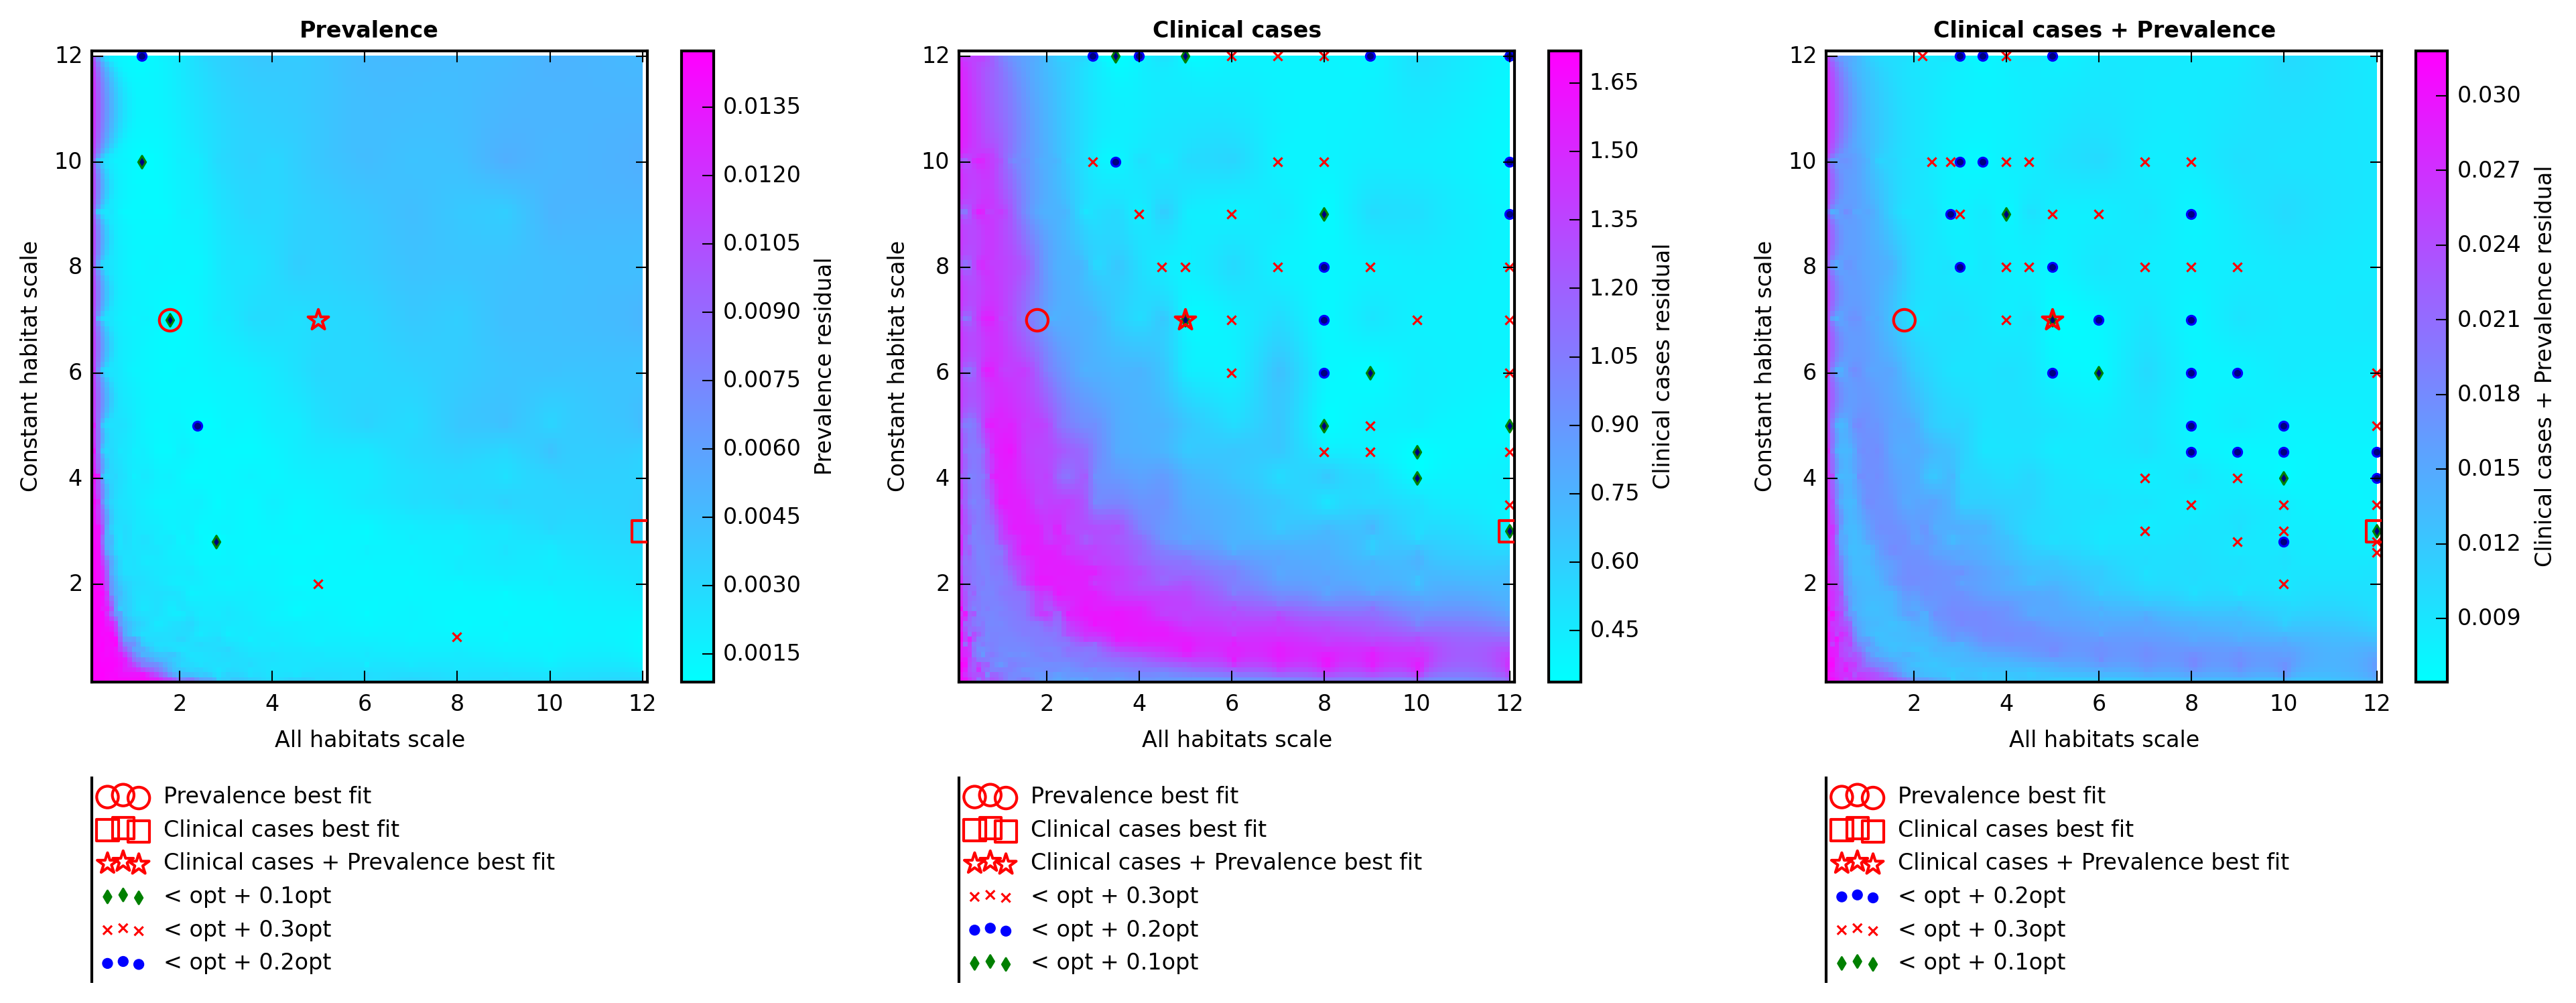 Prevalence
Constant habitat scale
12
10
8
6
4
2
2 4 6 8 10 12
All habitats scale
0.0135
0.0120
0.0105
0.0090
0.0075
0.0060
0.0045
0.0030
0.0015
Prevalence residual
Prevalence best fit
Clinical cases best fit
Clinical cases + Prevalence best fit
< opt + 0.1opt
< opt + 0.3opt
< opt + 0.2opt
Clinical cases
Constant habitat scale
12
10
8
6
4
2
2 4 6 8 10 12
All habitats scale
1.65
1.50
1.35
1.20
1.05
0.90
0.75
0.60
0.45
Clinical cases residual
Prevalence best fit
Clinical cases best fit
Clinical cases + Prevalence best fit
< opt + 0.3opt
< opt + 0.2opt
< opt + 0.1opt
Clinical cases + Prevalence
Constant habitat scale
12
10
8
6
4
2
2 4 6 8 10 12
All habitats scale
0.030
0.027
0.024
0.021
0.018
0.015
0.012
0.009
Clinical cases + Prevalence residual
Prevalence best fit
Clinical cases best fit
Clinical cases + Prevalence best fit
< opt + 0.2opt
< opt + 0.3opt
< opt + 0.1opt